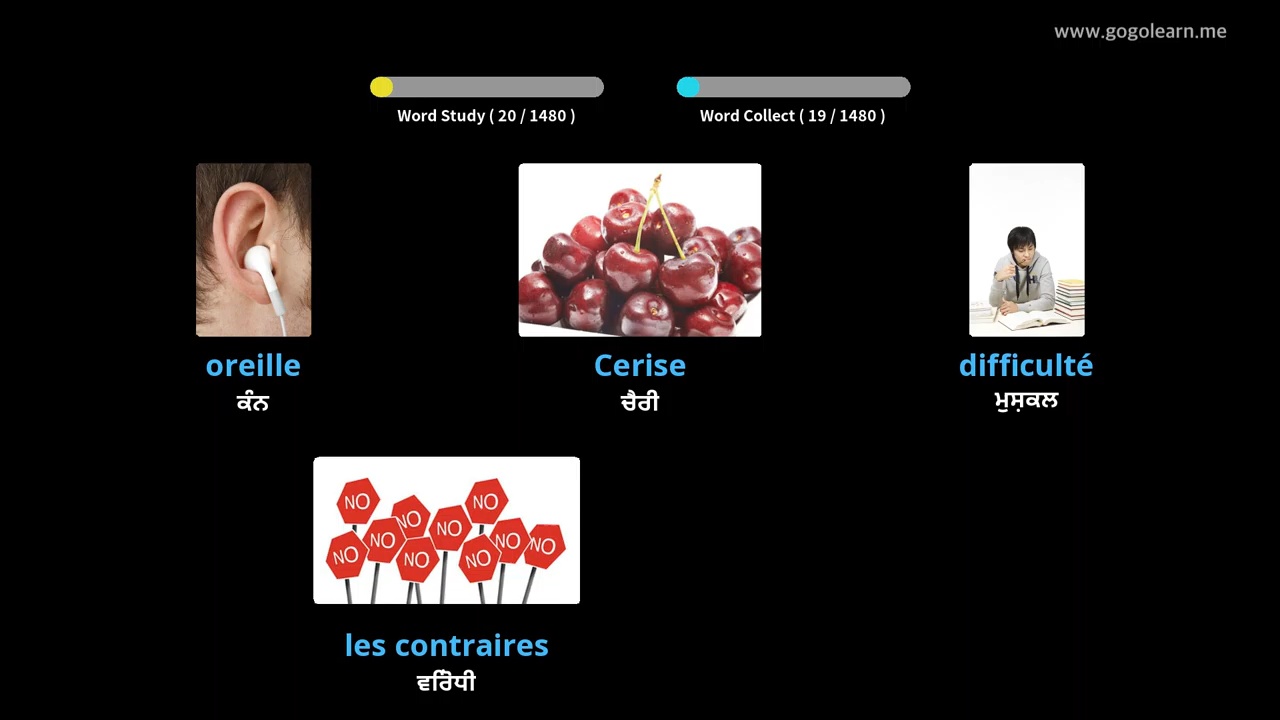 www.gogolearn.me
Word Study ( 20 / 1480 )
Word Collect ( 19 / 1480 )
oreille
ਕੰਨ
Cerise
ਚੈਰੀ
difficulté
ਮੁਸ਼ਕਲ
NO
NO
NO
NO
NO
NO
NO
NO
NO
NO
les contraires
ਵਿਰੋਧੀ